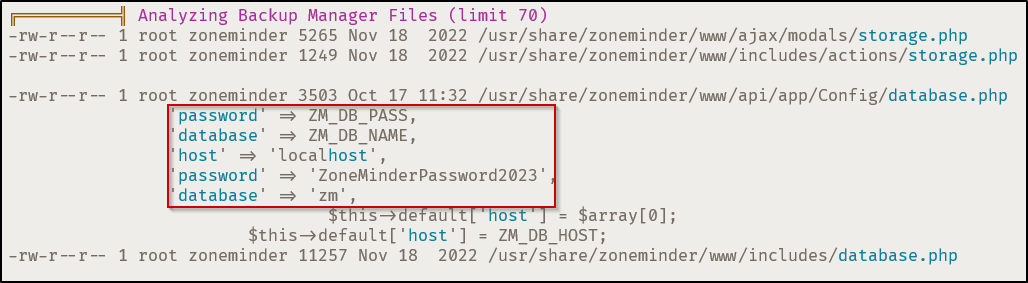 ╔══════════╣ Analyzing Backup Manager Files (limit 70)
-rw-r--r-- 1 root zoneminder 5265 Nov 18  2022 /usr/share/zoneminder/www/ajax/modals/storage.php
-rw-r--r-- 1 root zoneminder 1249 Nov 18  2022 /usr/share/zoneminder/www/includes/actions/storage.php
-rw-r--r-- 1 root zoneminder 3503 Oct 17 11:32 /usr/share/zoneminder/www/api/app/Config/database.php
'password' => ZM_DB_PASS,
'database' => ZM_DB_NAME,
'host' => 'localhost',
'password' => 'ZoneMinderPassword2023',
'database' => 'zm',
$this->default['host'] = $array[0];
$this->default['host'] = ZM_DB_HOST;
-rw-r--r-- 1 root zoneminder 11257 Nov 18  2022 /usr/share/zoneminder/www/includes/database.php